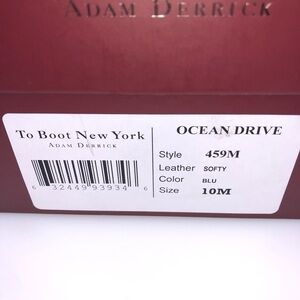 ADAM DERRICK
To Boot New York
ADAM DERRICK
6 32449 93934 6
OCEAN DRIVE
Style 459M
Leather SOFTY
Color BLU
Size 10M